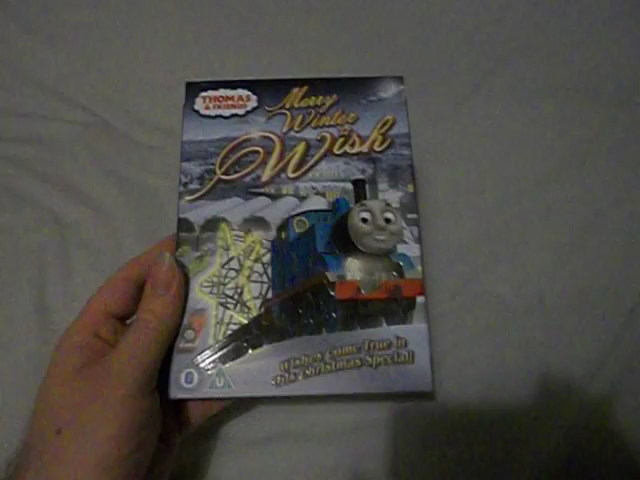 THOMAS
& FRIENDS
Merry
Winter
Wish
Wishes Come True in
this Christmas Special!
U